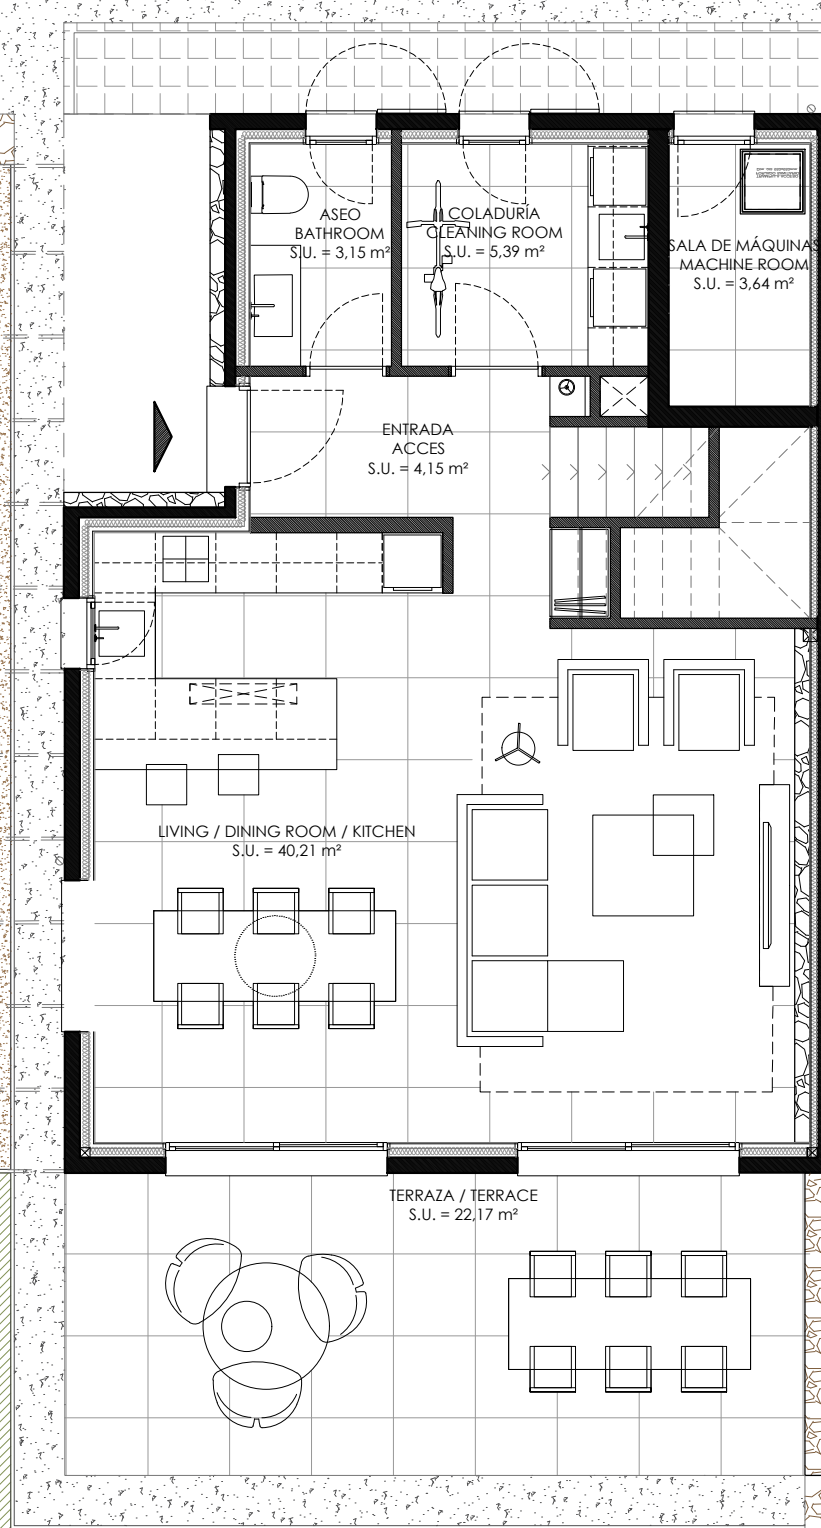 ASEO
BATHROOM
S.U. = 3,15 m²
COLADURÍA
CLEANING ROOM
S.U. = 5,39 m²
SALA DE MÁQUINAS
MACHINE ROOM
S.U. = 3,64 m²
ENTRADA
ACCES
S.U. = 4,15 m²
LIVING / DINING ROOM / KITCHEN
S.U. = 40,21 m²
TERRAZA / TERRACE
S.U. = 22,17 m²